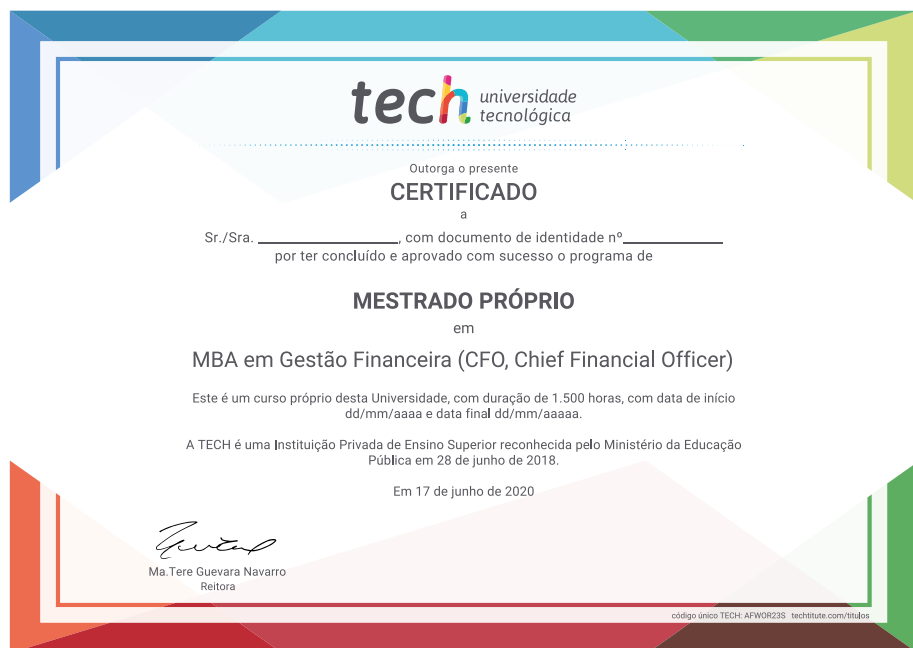 tech universidade
tecnológica
Outorga o presente
CERTIFICADO
a
Sr./Sra. ________________, com documento de identidade nº___________
por ter concluído e aprovado com sucesso o programa de
MESTRADO PRÓPRIO
em
MBA em Gestão Financeira (CFO, Chief Financial Officer)
Este é um curso próprio desta Universidade, com duração de 1.500 horas, com data de início
dd/mm/aaaa e data final dd/mm/aaaaa.
A TECH é uma Instituição Privada de Ensino Superior reconhecida pelo Ministério da Educação
Pública em 28 de junho de 2018.
Em 17 de junho de 2020
Ma.Tere Guevara Navarro
Reitora
código único TECH: AFWOR23S techtitute.com/titulos